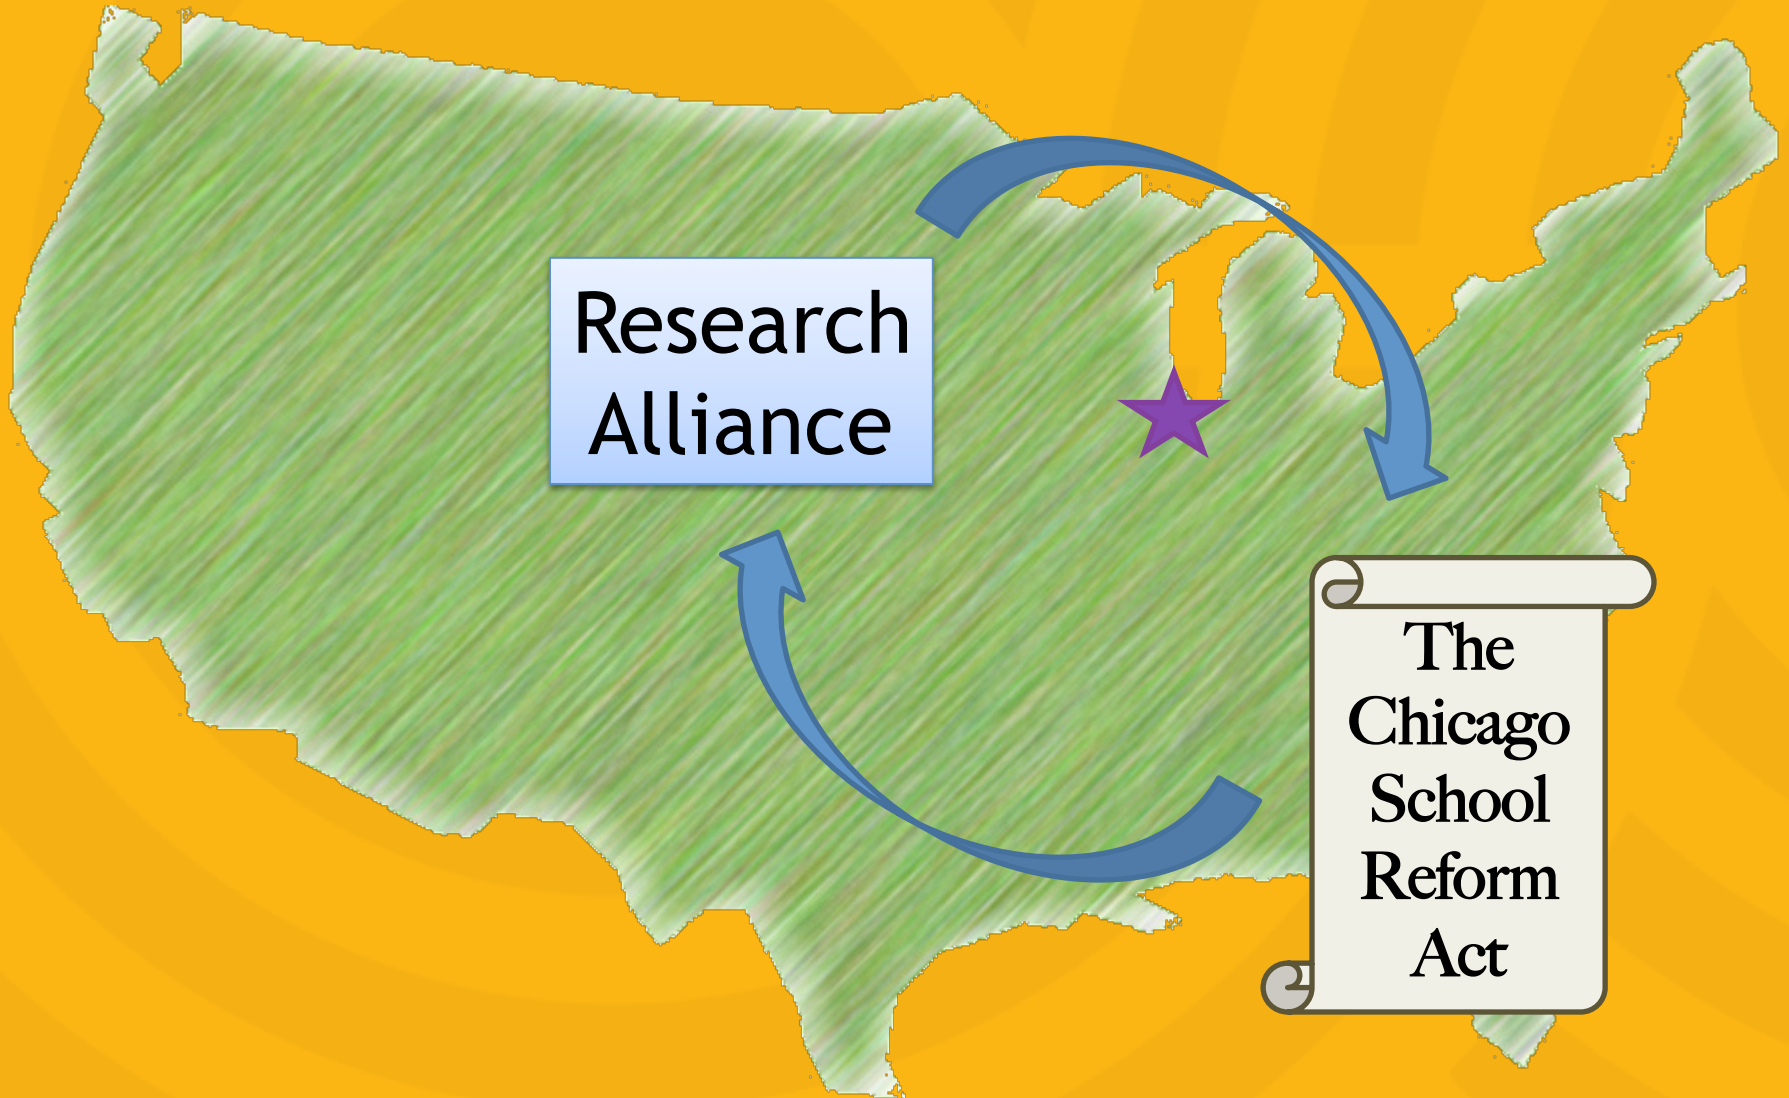 Research
Alliance
The
Chicago
School
Reform
Act